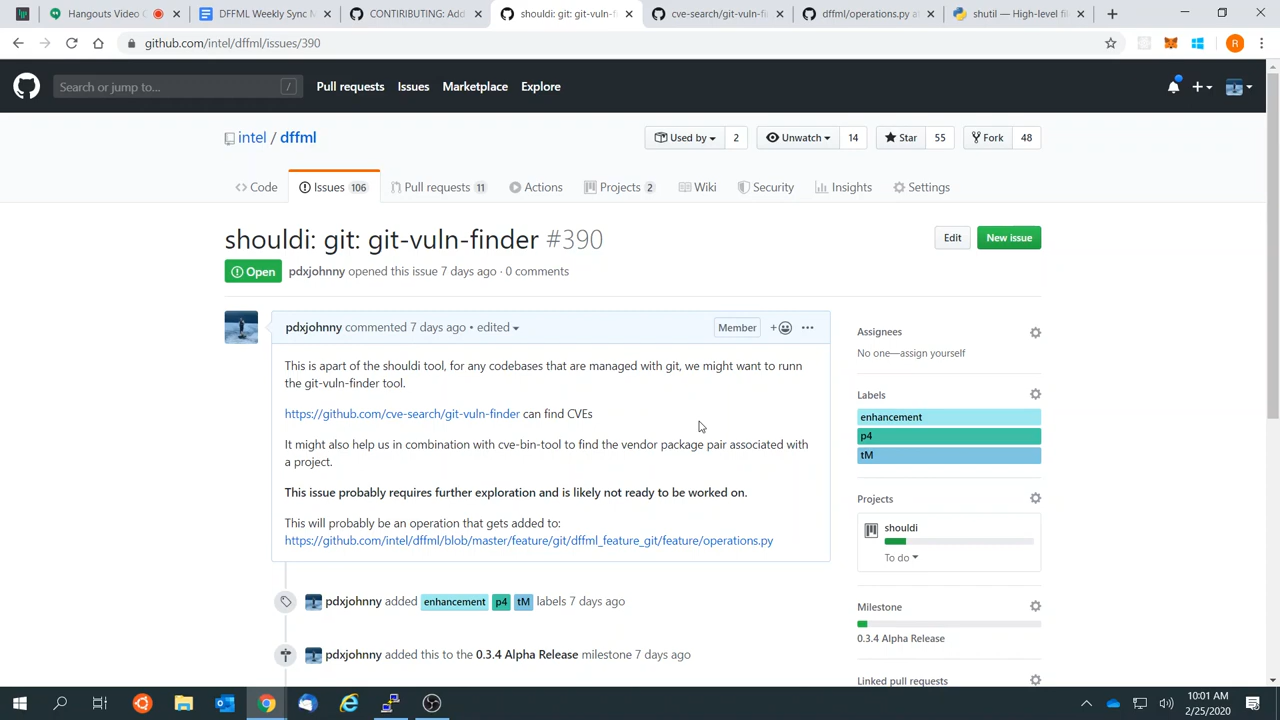 Hangouts Video C
DFFML Weekly Sync M
CONTIRIBUTING: Ad
shouldi: git: git-vuln-f
cve-search/git-vuln-f
dffml/operations.py a
shutil — High-level fi
github.com/intel/dffml/issues/390
R
Search or jump to...
/
Pull requests
Issues
Marketplace
Explore
intel / dffml
Used by
2
Unwatch
14
Star
55
Fork
48
Code
Issues 106
Pull requests 11
Actions
Projects 2
Wiki
Security
Insights
Settings
shouldi: git: git-vuln-finder #390
Edit
New issue
Open
pdxjohnny opened this issue 7 days ago · 0 comments
pdxjohnny commented 7 days ago • edited
Member
This is apart of the shouldi tool, for any codebases that are managed with git, we might want to runn
the git-vuln-finder tool.
https://github.com/cve-search/git-vuln-finder can find CVEs
It might also help us in combination with cve-bin-tool to find the vendor package pair associated with
a project.
This issue probably requires further exploration and is likely not ready to be worked on.
This will probably be an operation that gets added to:
https://github.com/intel/dffml/blob/master/feature/git/dffml_feature_git/feature/operations.py
pdxjohnny added enhancement p4 tM labels 7 days ago
pdxjohnny added this to the 0.3.4 Alpha Release milestone 7 days ago
Assignees
No one—assign yourself
Labels
enhancement
p4
tM
Projects
shouldi
To do
Milestone
0.3.4 Alpha Release
Linked pull requests
10:01 AM
2/25/2020